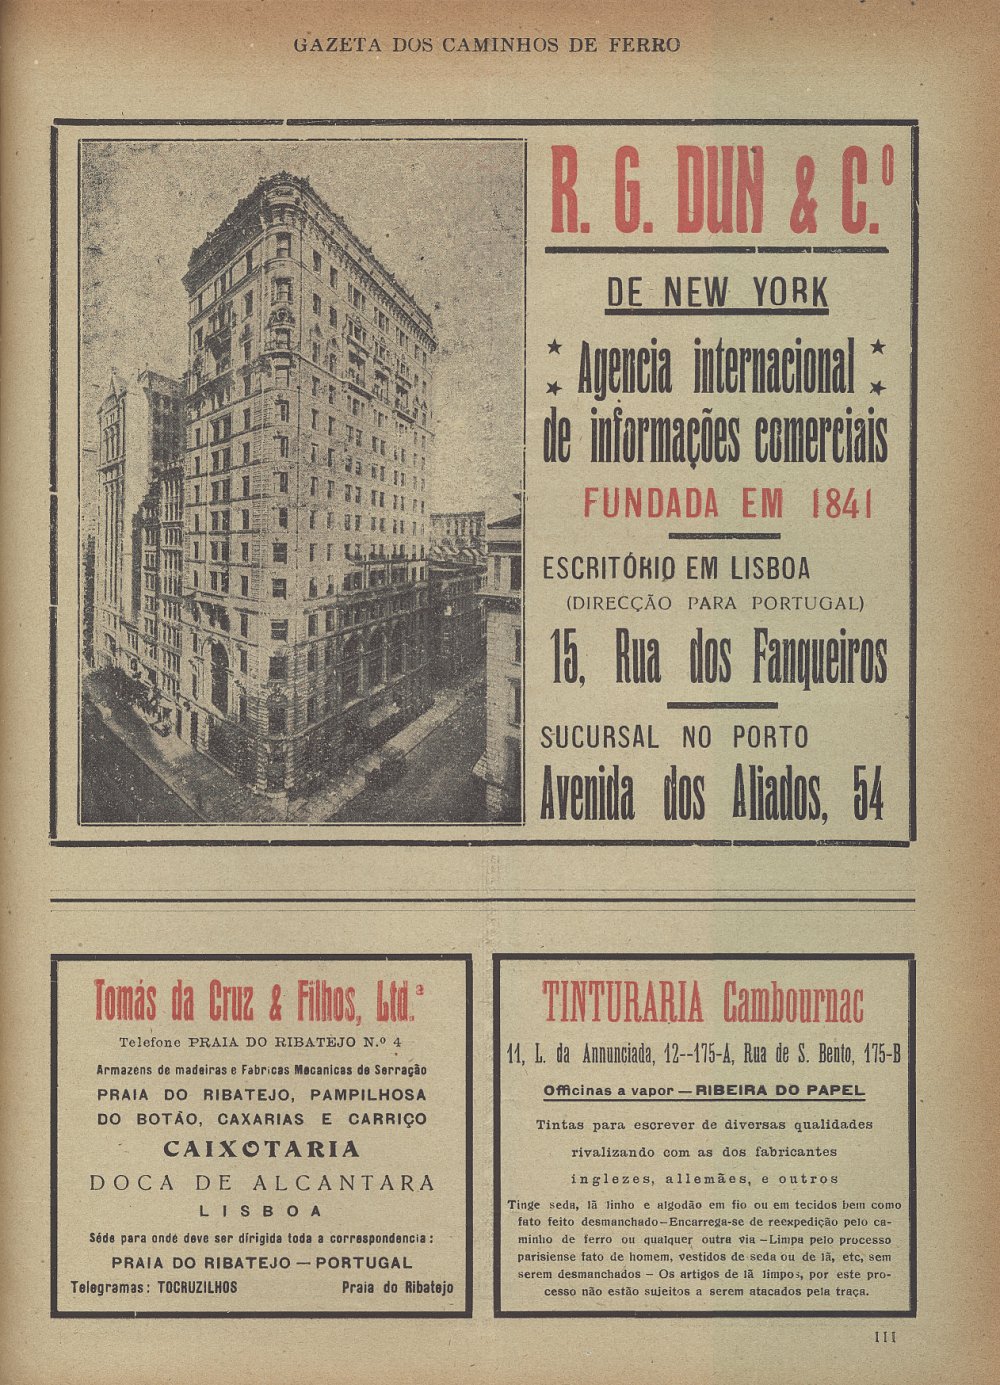 GAZETA DOS CAMINHOS DE FERRO
R. G. DUN & C.º
DE NEW YORK
Agencia internacional
de informações comerciais
FUNDADA EM 1841
ESCRITÓRIO EM LISBOA
(DIRECÇÃO PARA PORTUGAL)
15, Rua dos Fanqueiros
SUCURSAL NO PORTO
Avenida dos Aliados, 54
Tomás da Cruz & Filhos, Ltd.ª
Telefone PRAIA DO RIBATEJO N.º 4
Armazens de madeiras e Fabricas Mecanicas de Serração
PRAIA DO RIBATEJO, PAMPILHOSA
DO BOTÃO, CAXARIAS E CARRIÇO
CAIXOTARIA
DOCA DE ALCANTARA
LISBOA
Séde para onde deve ser dirigida toda a correspondencia:
PRAIA DO RIBATEJO — PORTUGAL
Telegramas: TOCRUZILHOS Praia do Ribatejo
TINTURARIA Cambournac
11, L. da Annunciada, 12--175-A, Rua de S. Bento, 175-B
Officinas a vapor — RIBEIRA DO PAPEL
Tintas para escrever de diversas qualidades
rivalizando com as dos fabricantes
inglezes, allemães, e outros
Tinge seda, lã linho e algodão em fio ou em tecidos bem como
fato feito desmanchado—Encarrega-se de reexpedição pelo ca-
minho de ferro ou qualquer outra via —Limpa pelo processo
parisiense fato de homem, vestidos de seda ou de lã, etc, sem
serem desmanchados — Os artigos de lã limpos, por este pro-
cesso não estão sujeitos a serem atacados pela traça.
III